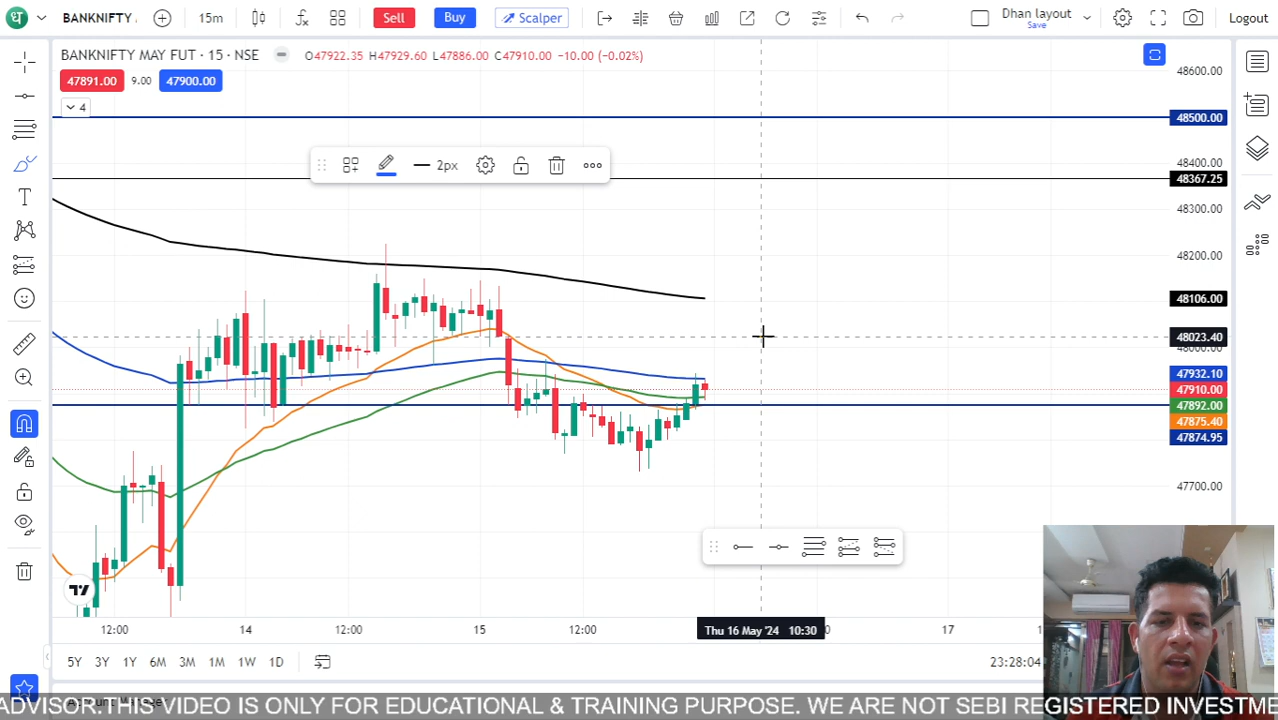 धा 15m Sell Buy Scalper Dhan layout Save Logout
BANKNIFTY
BANKNIFTY MAY FUT · 15 · NSE O47922.35 H47929.60 L47886.00 C47910.00 −10.00 (−0.02%)
47891.00 9.00 47900.00
4
48600.00
48500.00
48400.00
2px
48367.25
48300.00
48200.00
48106.00
48023.40
48000.00
47932.10
47910.00
47892.00
47875.40
47874.95
47700.00
12:00 14 12:00 15 12:00 Thu 16 May '24 10:30 17
5Y 3Y 1Y 6M 3M 1M 1W 1D 23:28:04
ADVISOR. THIS VIDEO IS ONLY FOR EDUCATIONAL & TRAINING PURPOSE. WE ARE NOT SEBI REGISTERED INVESTME